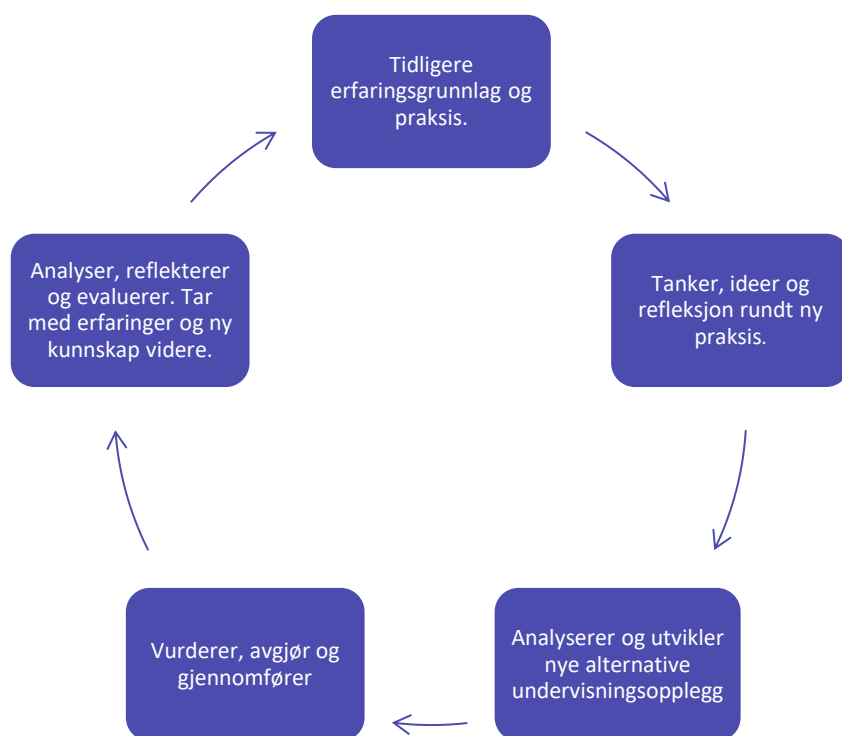 Tidligere
erfaringsgrunnlag og
praksis.
Tanker, ideer og
refleksjon rundt ny
praksis.
Analyserer og utvikler
nye alternative
undervisningsopplegg
Vurderer, avgjør og
gjennomfører
Analyser, reflekterer
og evaluerer. Tar
med erfaringer og ny
kunnskap videre.